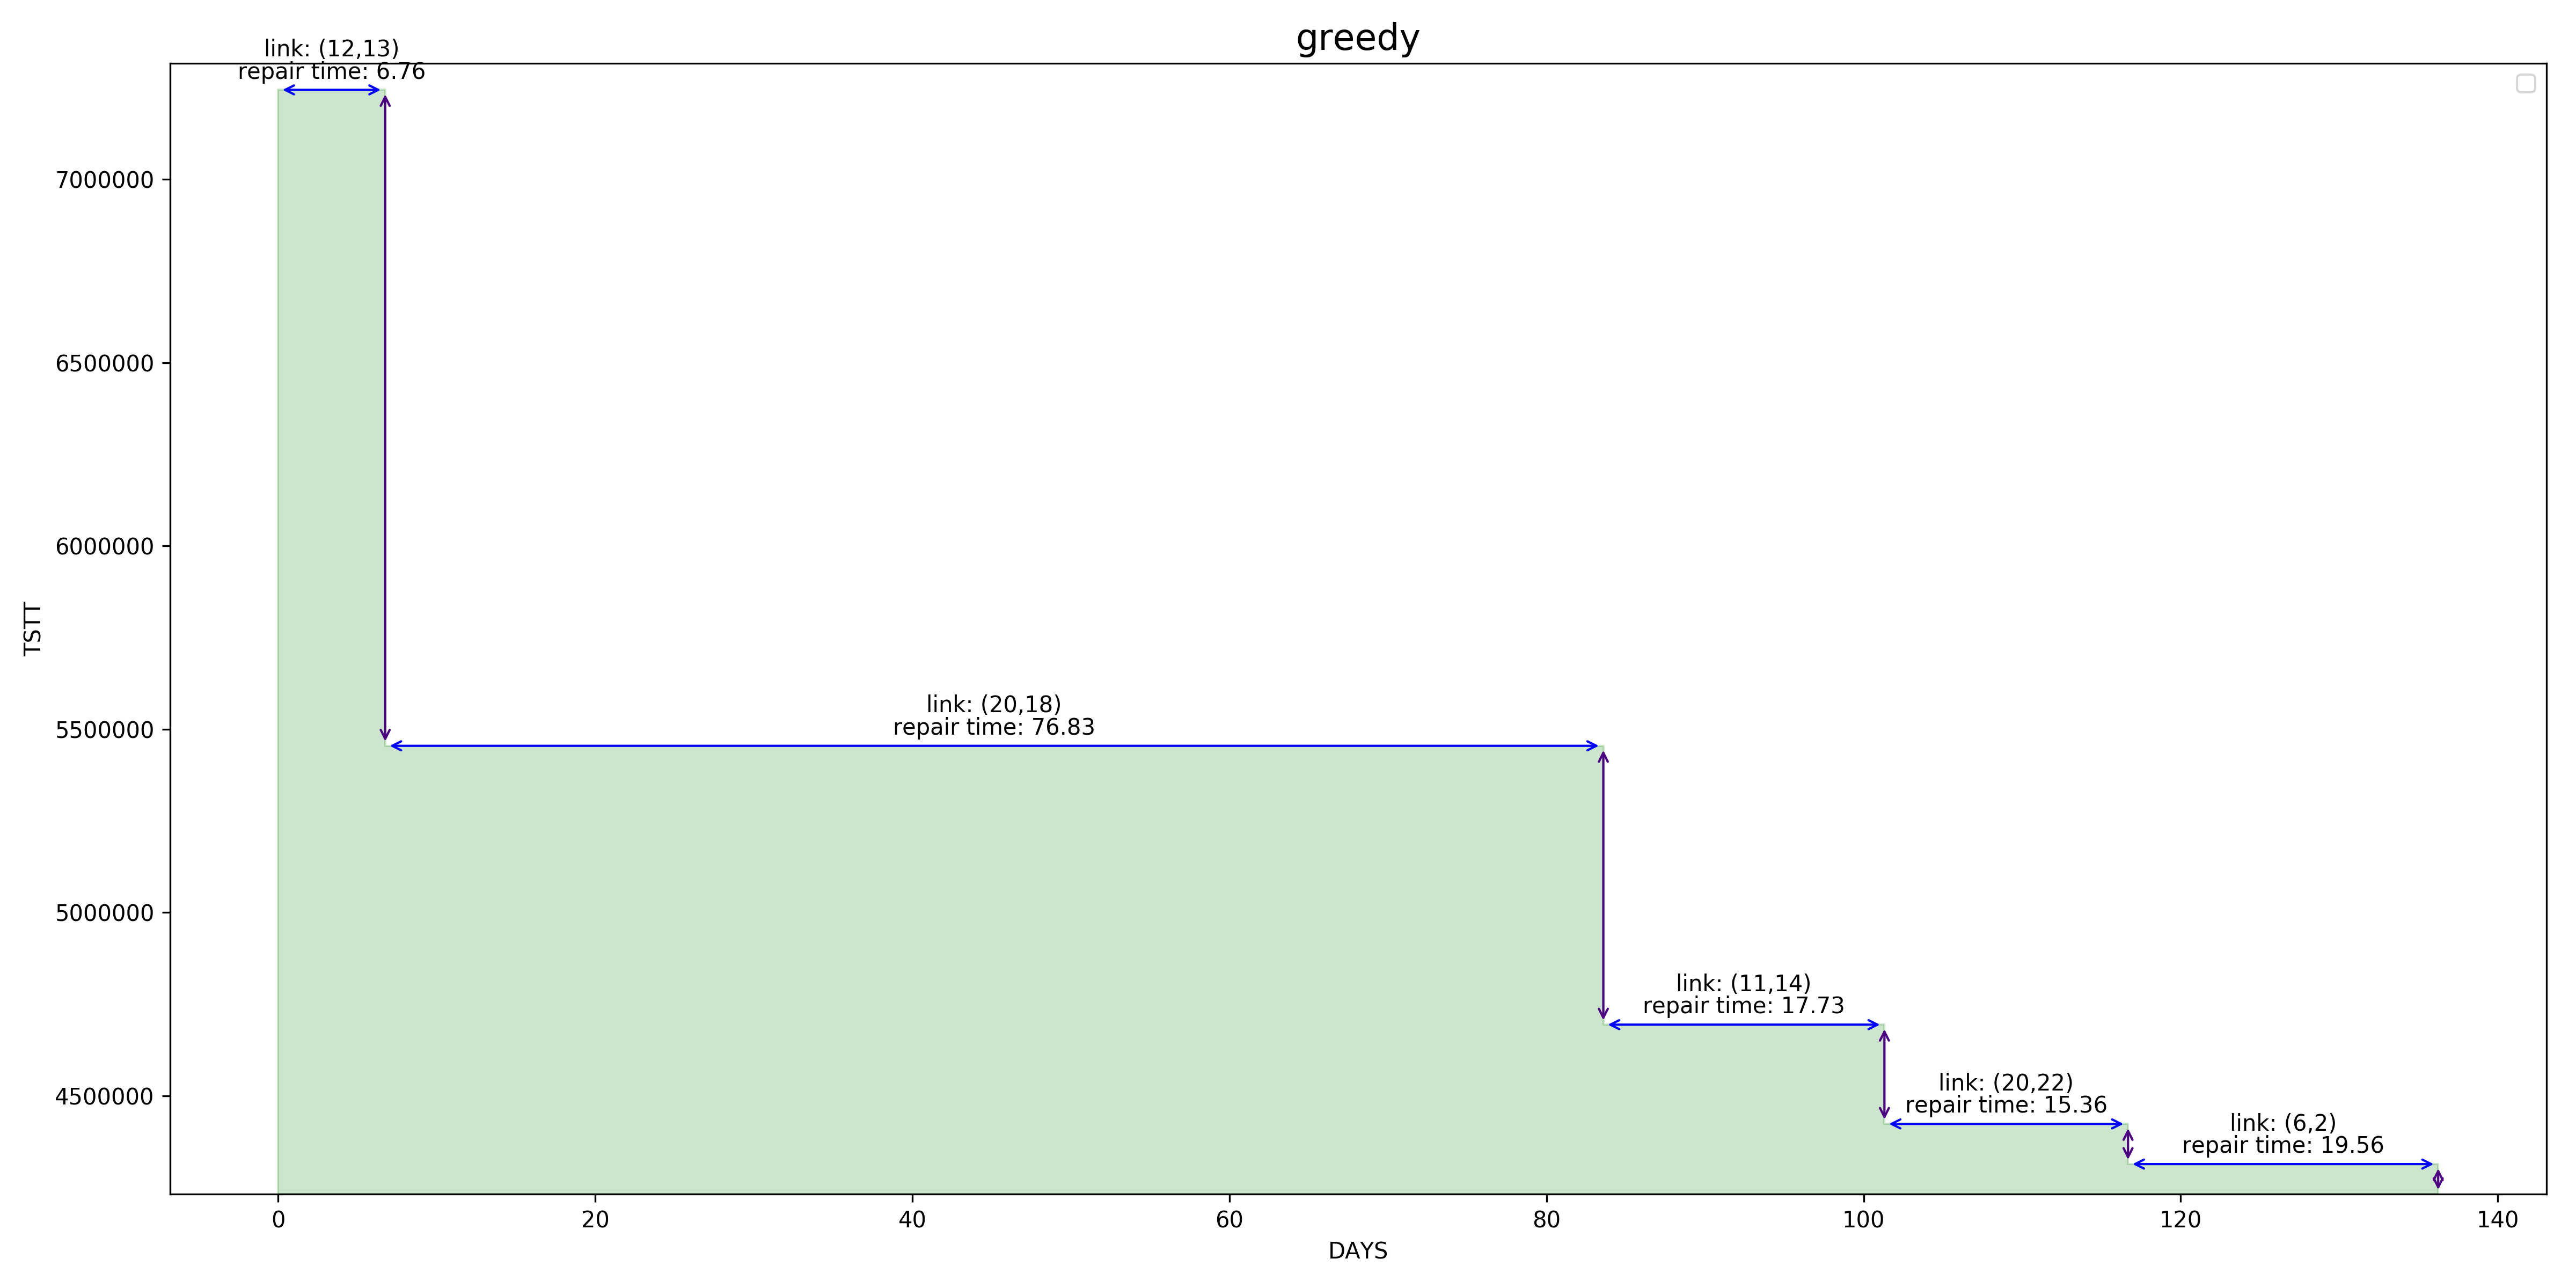 greedy
link: (12,13)
repair time: 6.76
7000000
6500000
6000000
5500000
5000000
4500000
TSTT
link: (20,18)
repair time: 76.83
link: (11,14)
repair time: 17.73
link: (20,22)
repair time: 15.36
link: (6,2)
repair time: 19.56
0 20 40 60 80 100 120 140
DAYS